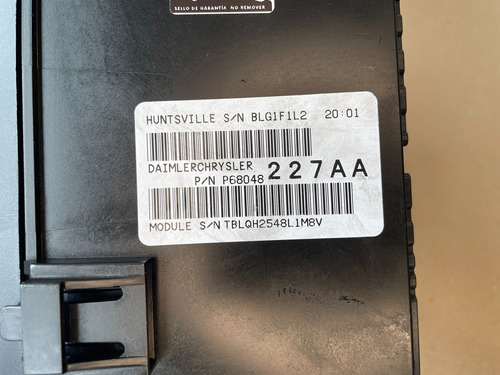 SELLO DE GARANTÍA NO REMOVER
HUNTSVILLE S/N BLG1F1L2 20:01
DAIMLERCHRYSLER
P/N P68048 227AA
MODULE S/N TBLQH2548L1M8V